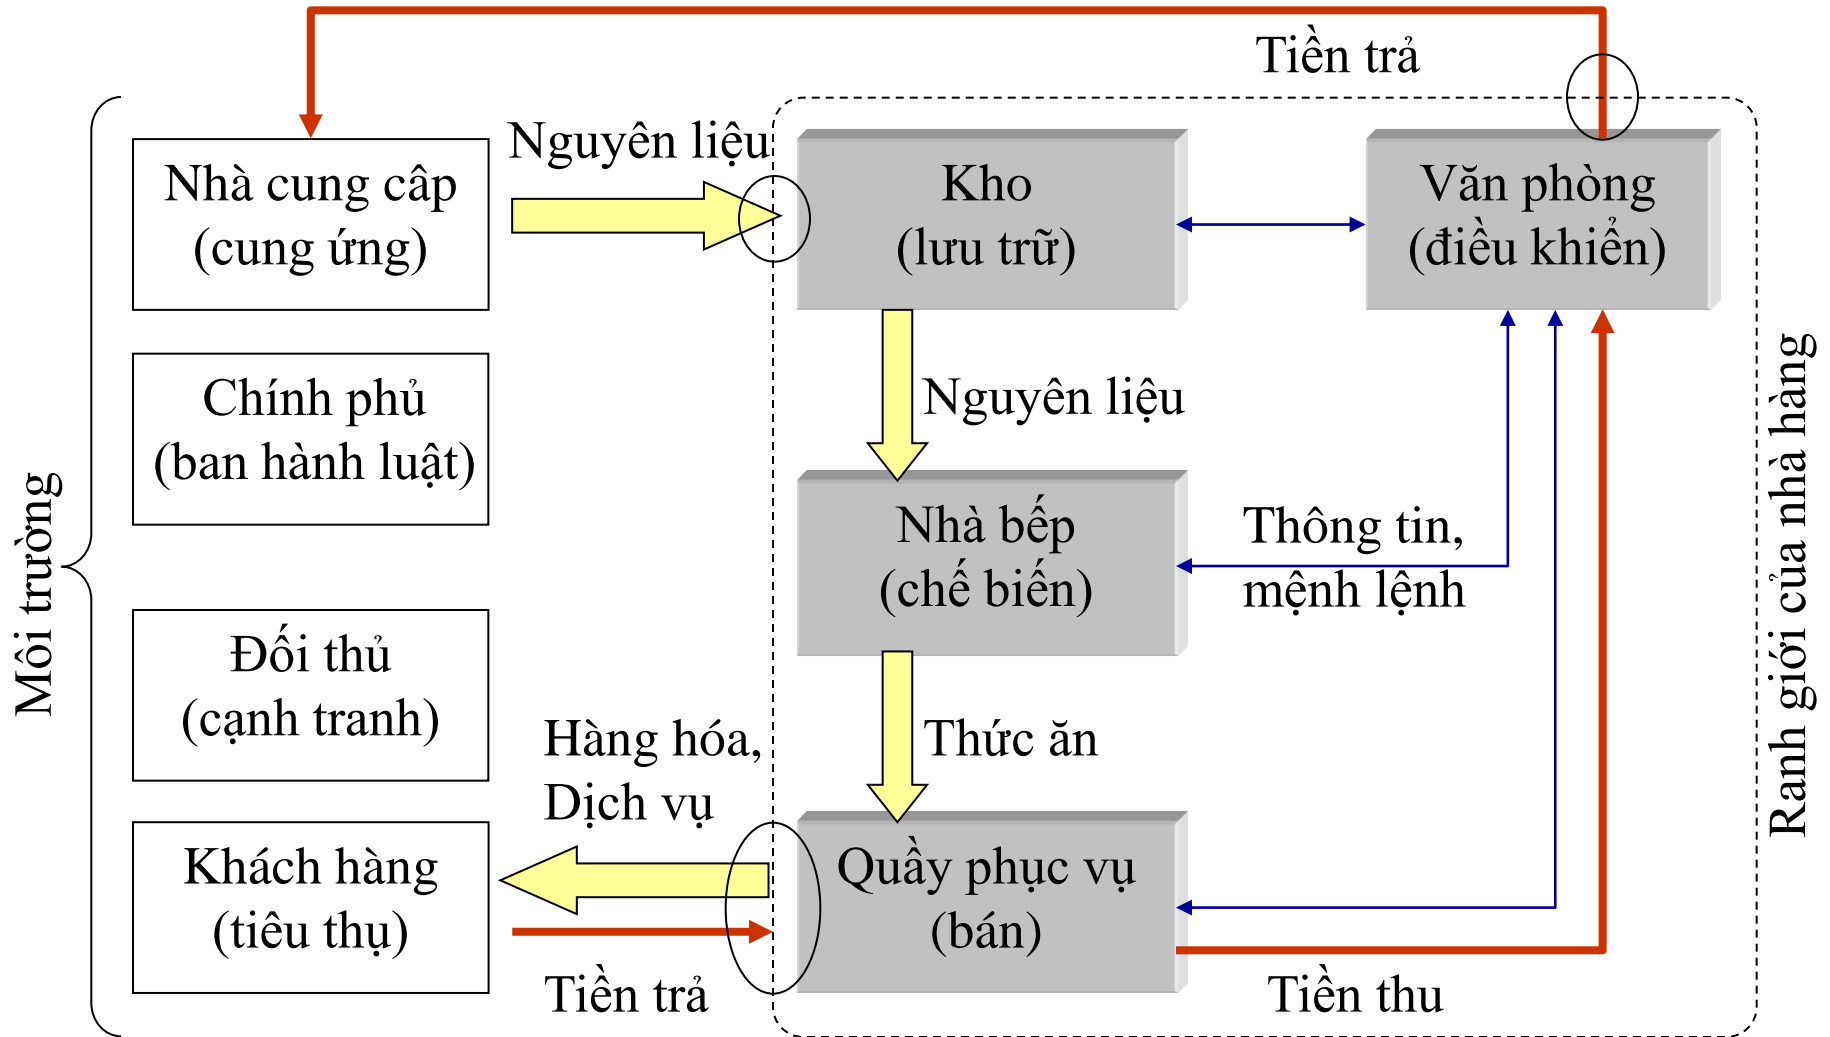 Tiền trả
Nguyên liệu
Nhà cung câp
(cung ứng)
Kho
(lưu trữ)
Văn phòng
(điều khiển)
Chính phủ
(ban hành luật)
Nguyên liệu
Môi trường
Nhà bếp
(chế biến)
Thông tin,
mệnh lệnh
Ranh giới của nhà hàng
Đối thủ
(cạnh tranh)
Hàng hóa,
Dịch vụ
Thức ăn
Khách hàng
(tiêu thụ)
Quầy phục vụ
(bán)
Tiền trả
Tiền thu